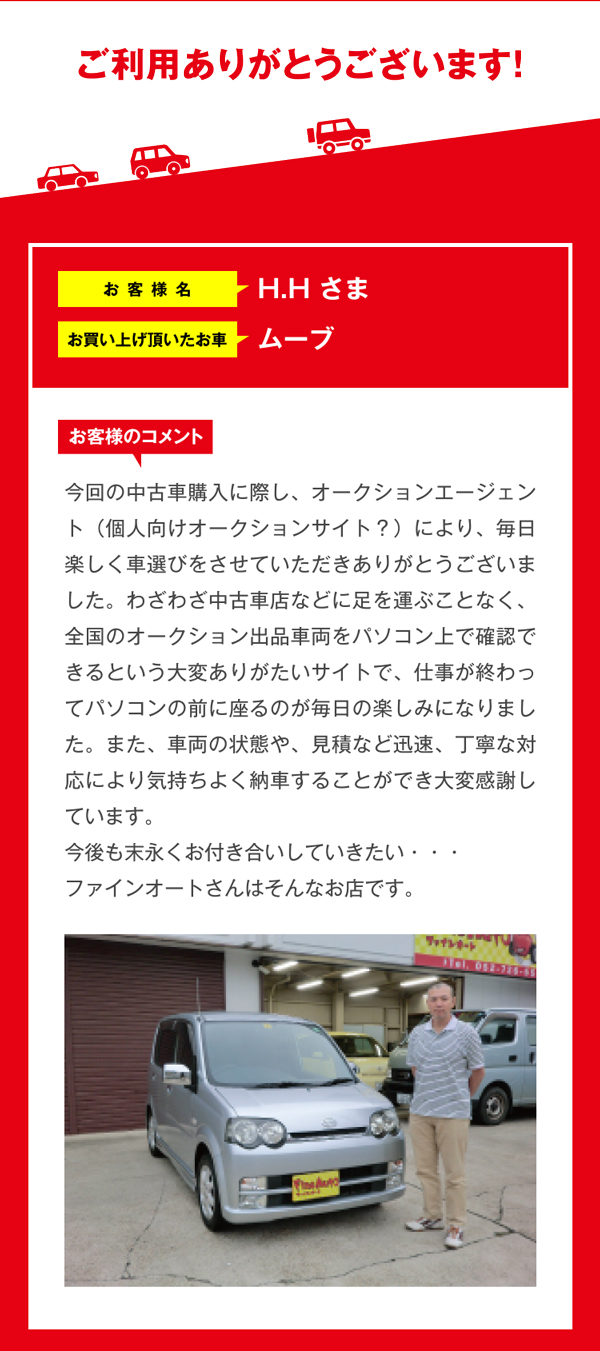 ご利用ありがとうございます!
お客様名
H.H さま
お買い上げ頂いたお車
ムーブ
お客様のコメント
今回の中古車購入に際し、オークションエージェン
ト（個人向けオークションサイト？）により、毎日
楽しく車選びをさせていただきありがとうございま
した。わざわざ中古車店などに足を運ぶことなく、
全国のオークション出品車両をパソコン上で確認で
きるという大変ありがたいサイトで、仕事が終わっ
てパソコンの前に座るのが毎日の楽しみになりまし
た。また、車両の状態や、見積など迅速、丁寧な対
応により気持ちよく納車することができ大変感謝し
ています。
今後も末永くお付き合いしていきたい・・・
ファインオートさんはそんなお店です。
ファインオート
Tel.